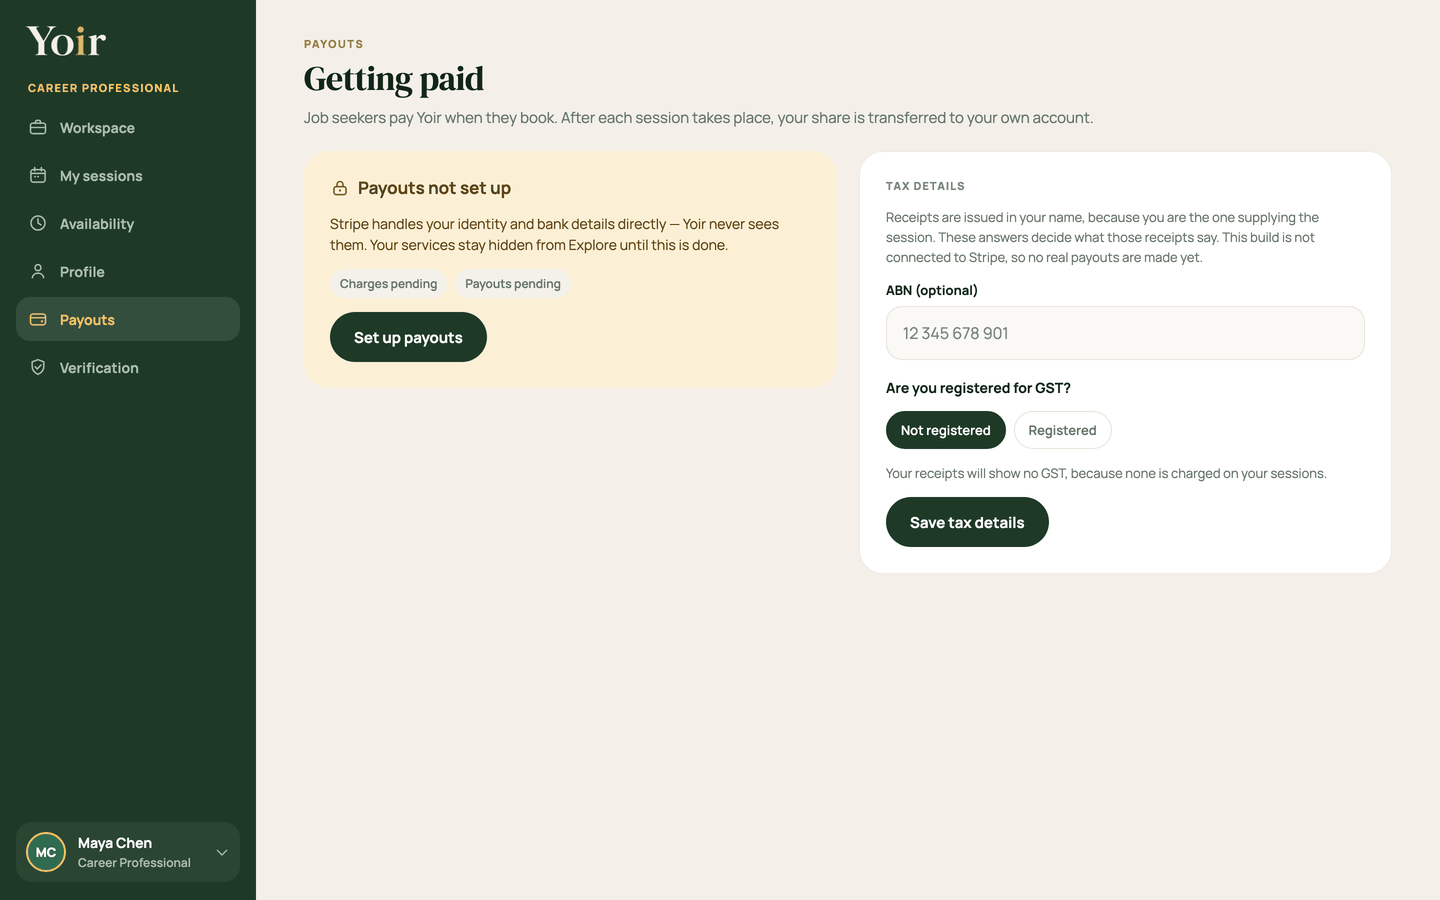 Yoir
CAREER PROFESSIONAL
Workspace
My sessions
Availability
Profile
Payouts
Verification
MC
Maya Chen
Career Professional
PAYOUTS
Getting paid
Job seekers pay Yoir when they book. After each session takes place, your share is transferred to your own account.
Payouts not set up
Stripe handles your identity and bank details directly — Yoir never sees
them. Your services stay hidden from Explore until this is done.
Charges pending
Payouts pending
Set up payouts
TAX DETAILS
Receipts are issued in your name, because you are the one supplying the
session. These answers decide what those receipts say. This build is not
connected to Stripe, so no real payouts are made yet.
ABN (optional)
12 345 678 901
Are you registered for GST?
Not registered
Registered
Your receipts will show no GST, because none is charged on your sessions.
Save tax details